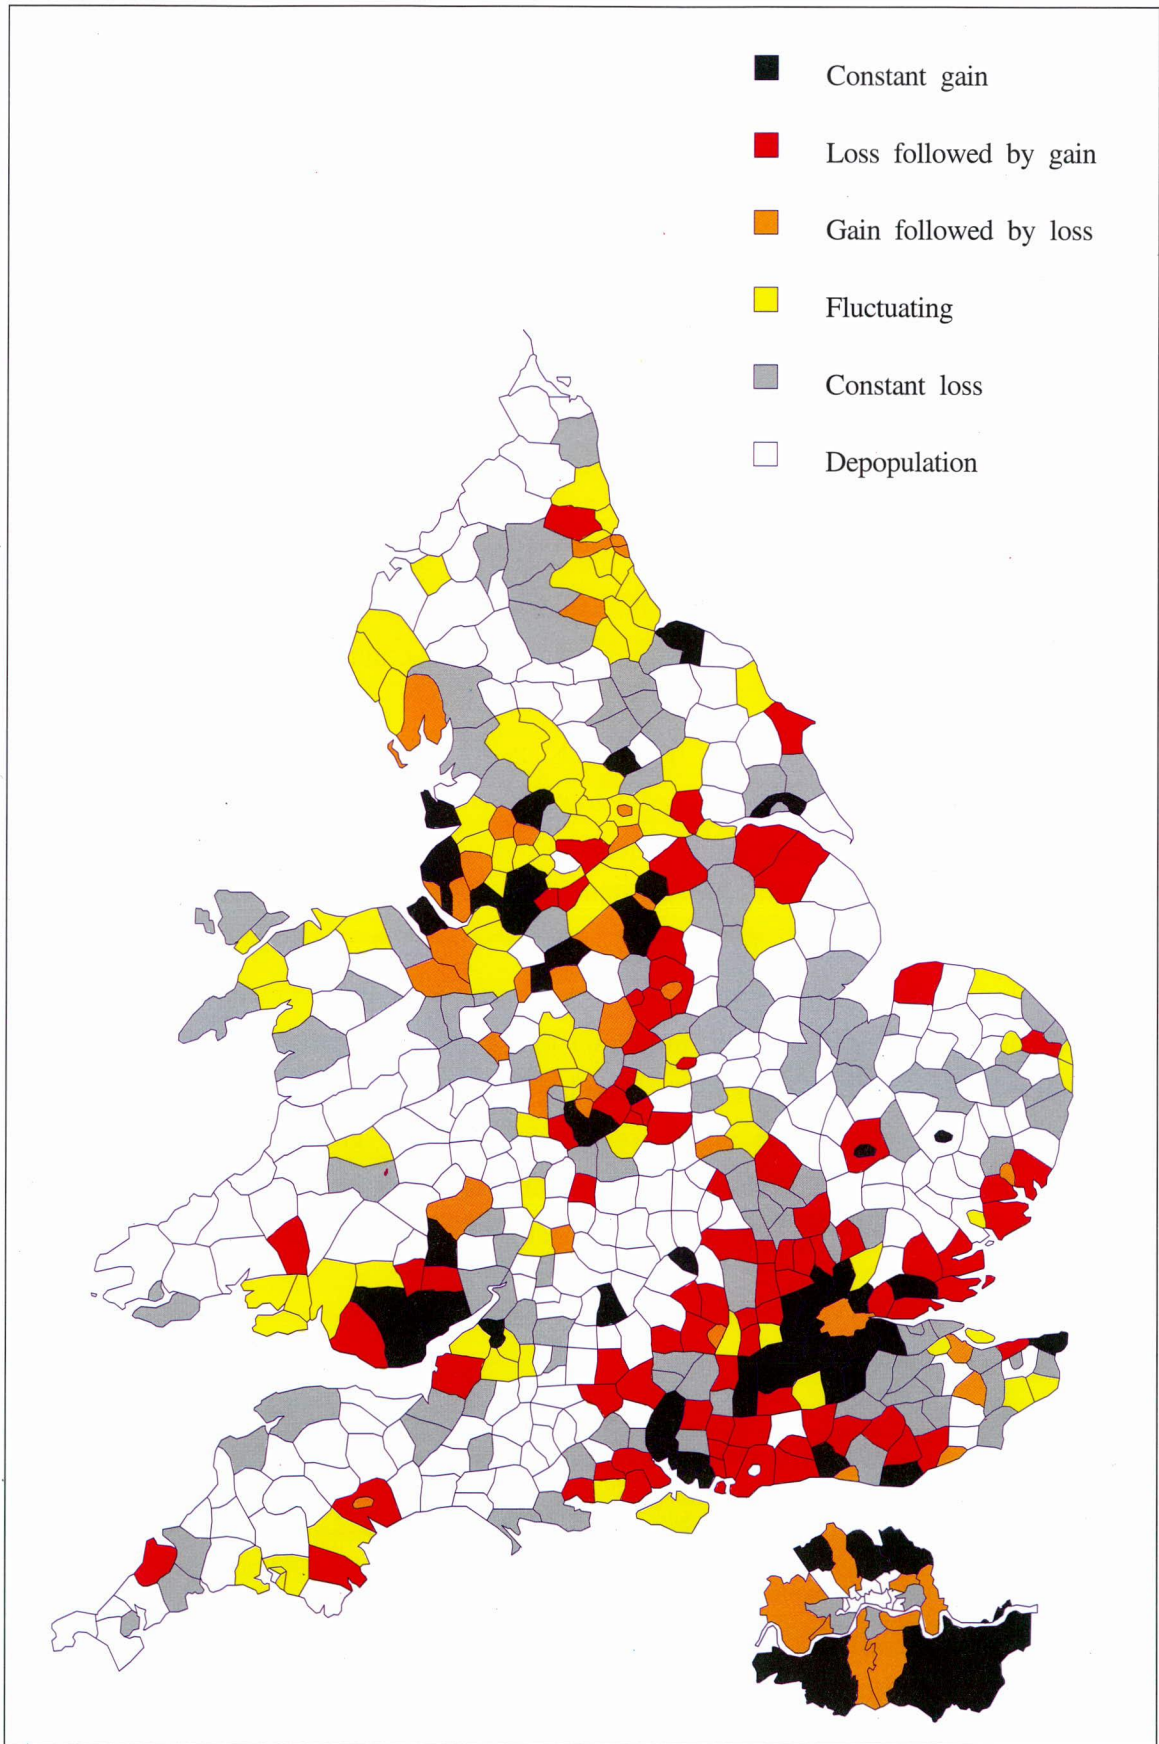 Constant gain
Loss followed by gain
Gain followed by loss
Fluctuating
Constant loss
Depopulation